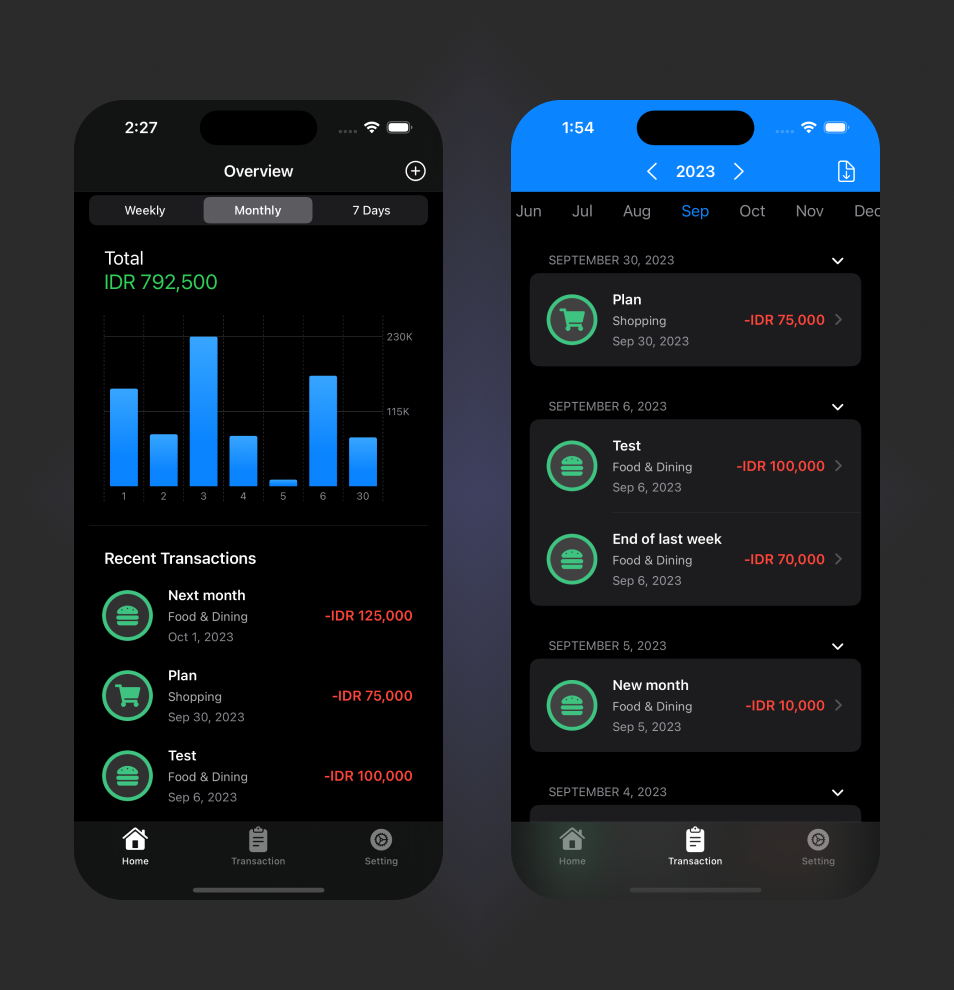 2:27
Overview
Weekly Monthly 7 Days
Total
IDR 792,500
230K
115K
1 2 3 4 5 6 30
Recent Transactions
Next month
Food & Dining
-IDR 125,000
Oct 1, 2023
Plan
Shopping
-IDR 75,000
Sep 30, 2023
Test
Food & Dining
-IDR 100,000
Sep 6, 2023
Home Transaction Setting
1:54
2023
Jun Jul Aug Sep Oct Nov Dec
SEPTEMBER 30, 2023
Plan
Shopping
-IDR 75,000
Sep 30, 2023
SEPTEMBER 6, 2023
Test
Food & Dining
-IDR 100,000
Sep 6, 2023
End of last week
Food & Dining
-IDR 70,000
Sep 6, 2023
SEPTEMBER 5, 2023
New month
Food & Dining
-IDR 10,000
Sep 5, 2023
SEPTEMBER 4, 2023
Home Transaction Setting